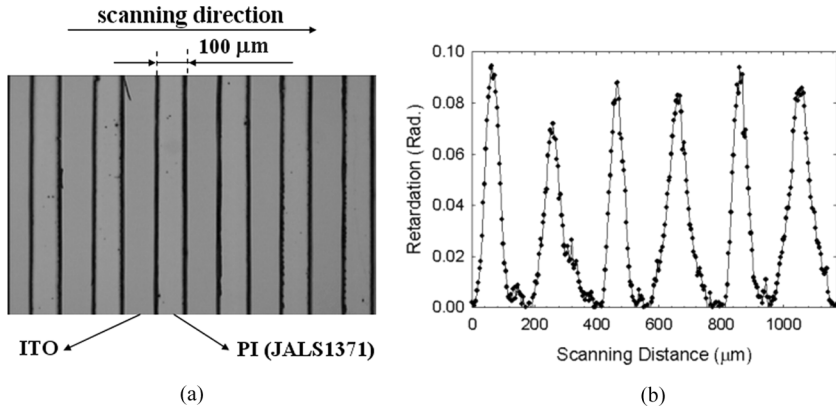 scanning direction
100 μm
ITO
PI (JALS1371)
(a)
Retardation (Rad.)
0.10
0.08
0.06
0.04
0.02
0.00
0 200 400 600 800 1000
Scanning Distance (μm)
(b)